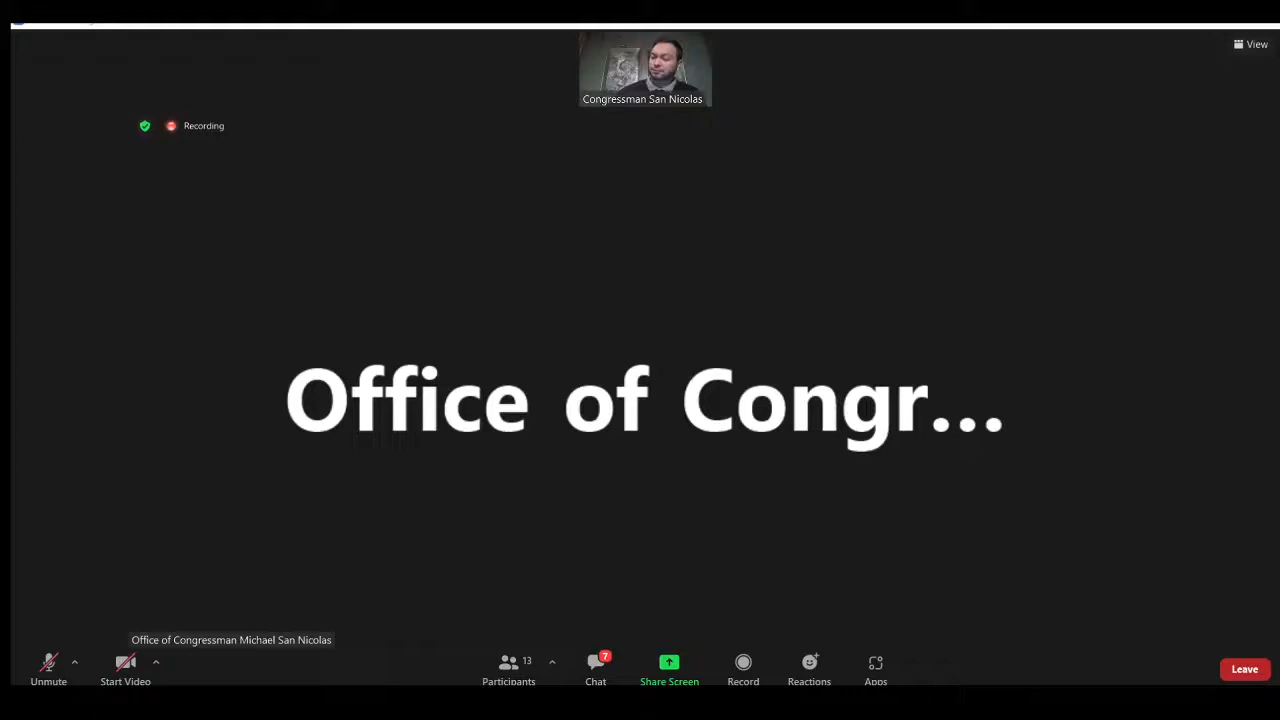 View
Congressman San Nicolas
Recording
Office of Congr...
Office of Congressman Michael San Nicolas
13
7
Unmute
Start Video
Participants
Chat
Share Screen
Record
Reactions
Apps
Leave